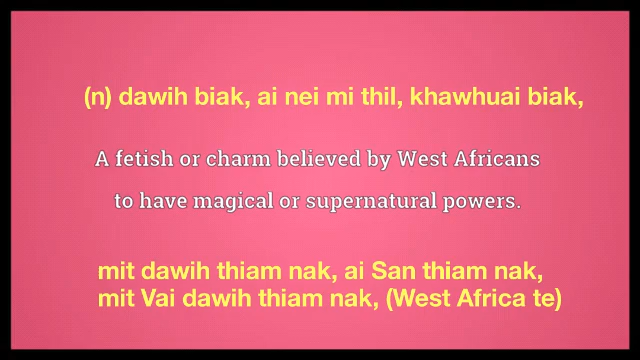 (n) dawih biak, ai nei mi thil, khawhuai biak,
A fetish or charm believed by West Africans
to have magical or supernatural powers.
mit dawih thiam nak, ai San thiam nak,
mit Vai dawih thiam nak, (West Africa te)